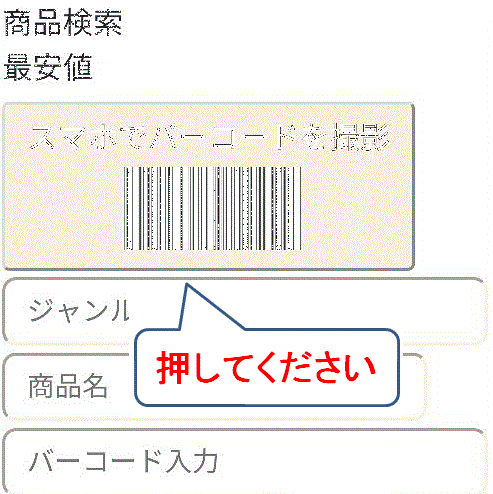 商品検索
最安値
スマホでバーコードを撮影
ジャンル
押してください
商品名
バーコード入力